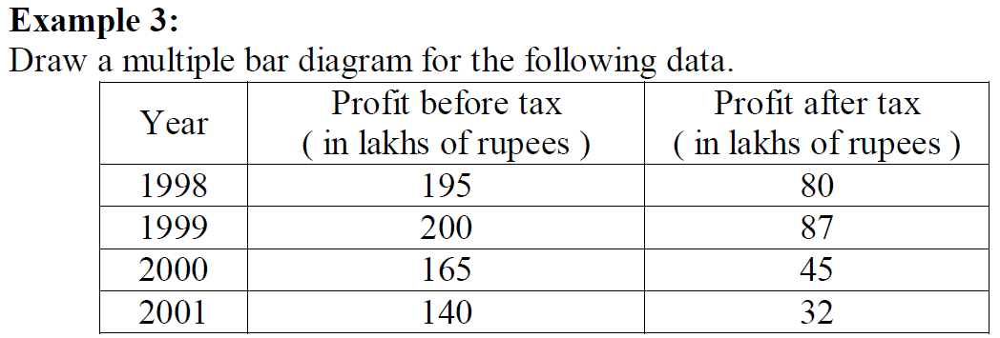 Example 3:
Draw a multiple bar diagram for the following data.
Year Profit before tax Profit after tax
( in lakhs of rupees ) ( in lakhs of rupees )
1998 195 80
1999 200 87
2000 165 45
2001 140 32